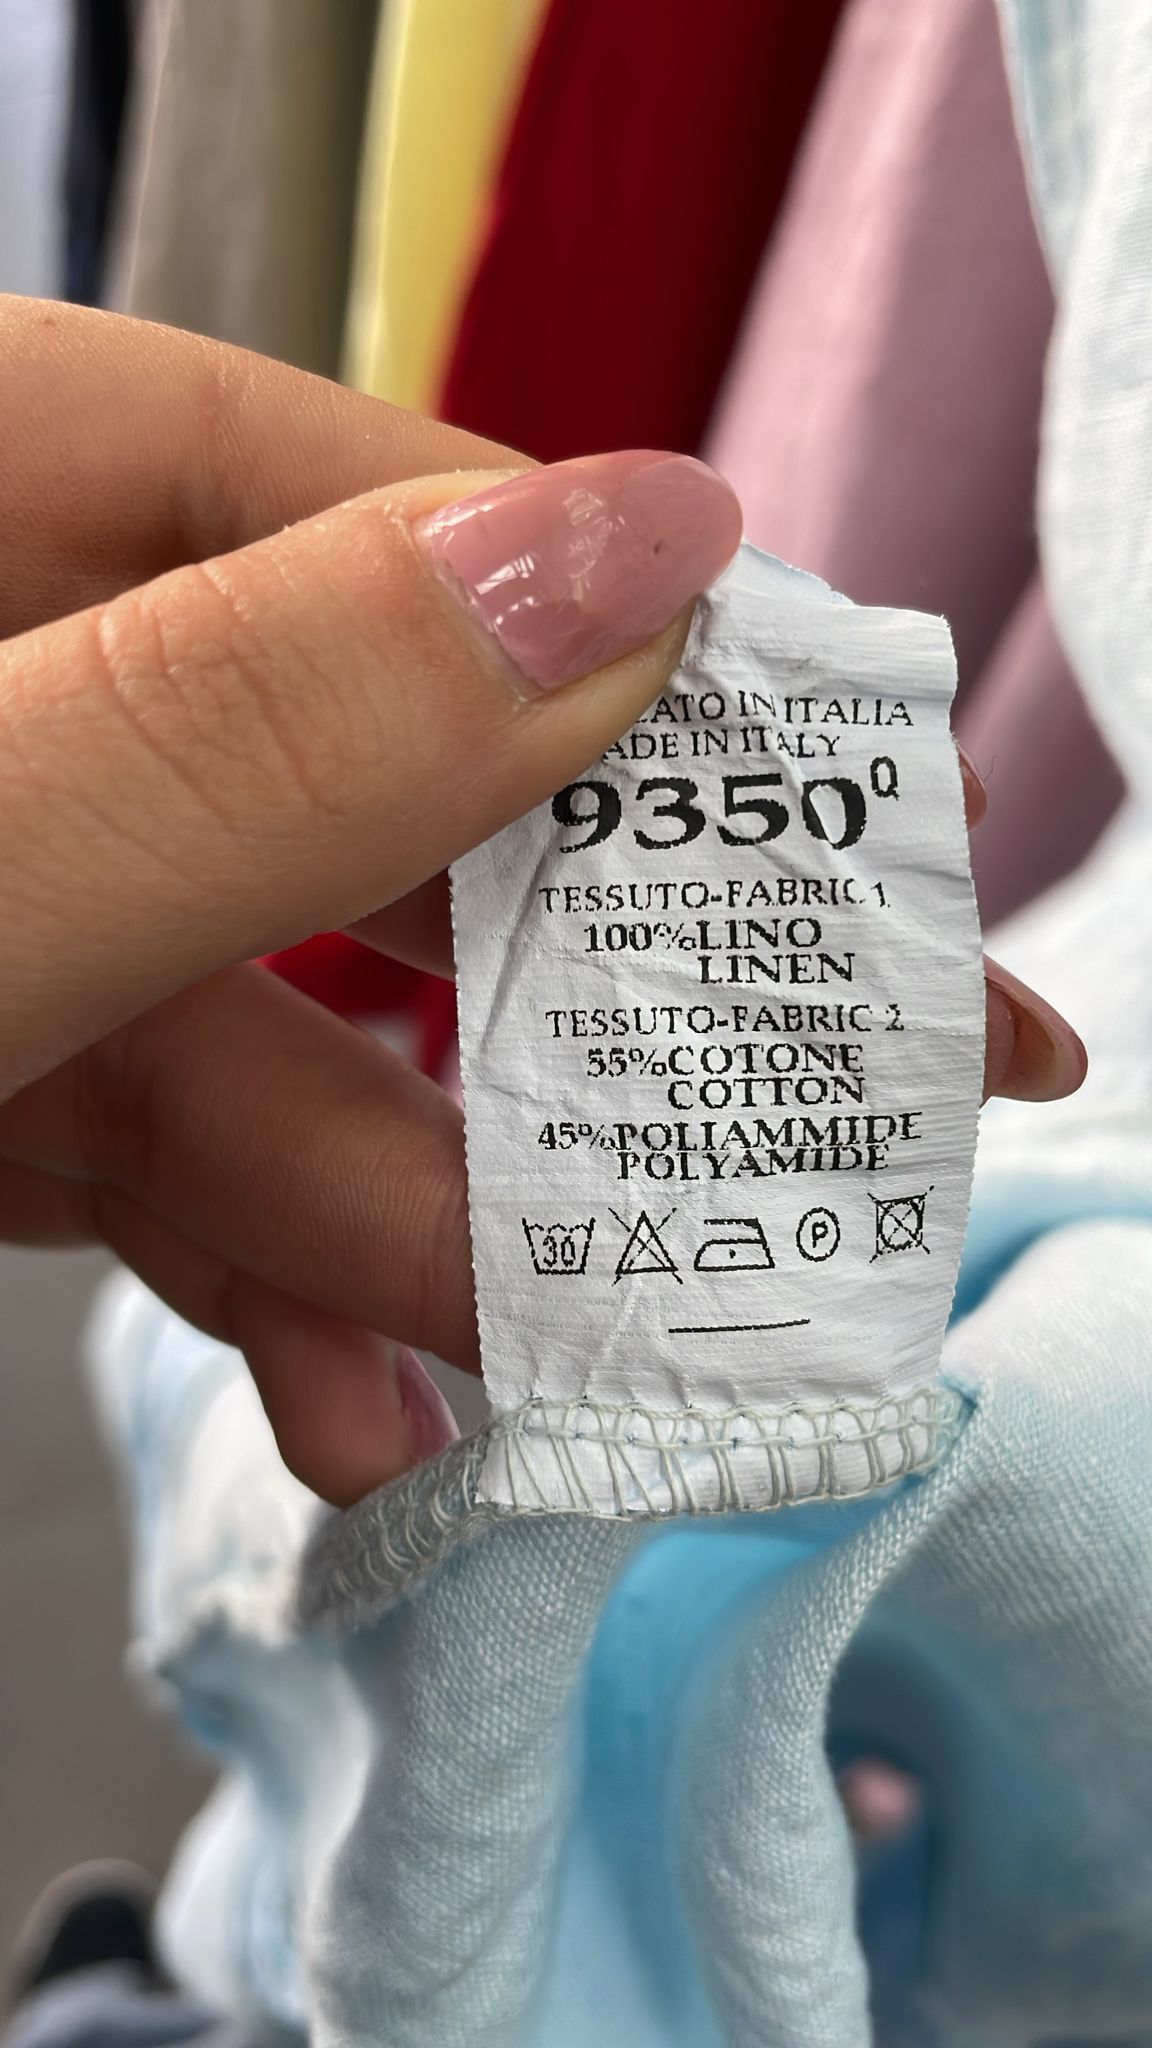 IN ITALIA
IN ITALY
9350 Q
TESSUTO-FABRIC 1
100%LINO
LINEN
TESSUTO-FABRIC 2
55%COTONE
COTTON
45%POLIAMMIDE
POLYAMIDE
30 P